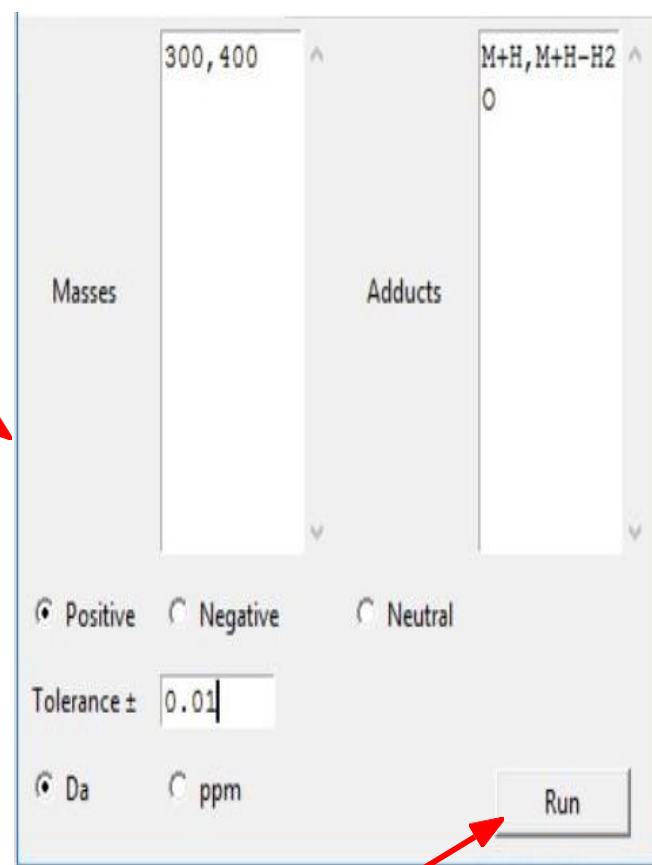 300,400
M+H,M+H-H2
O
Masses
Adducts
Positive
Negative
Neutral
Tolerance ±
0.01
Da
ppm
Run